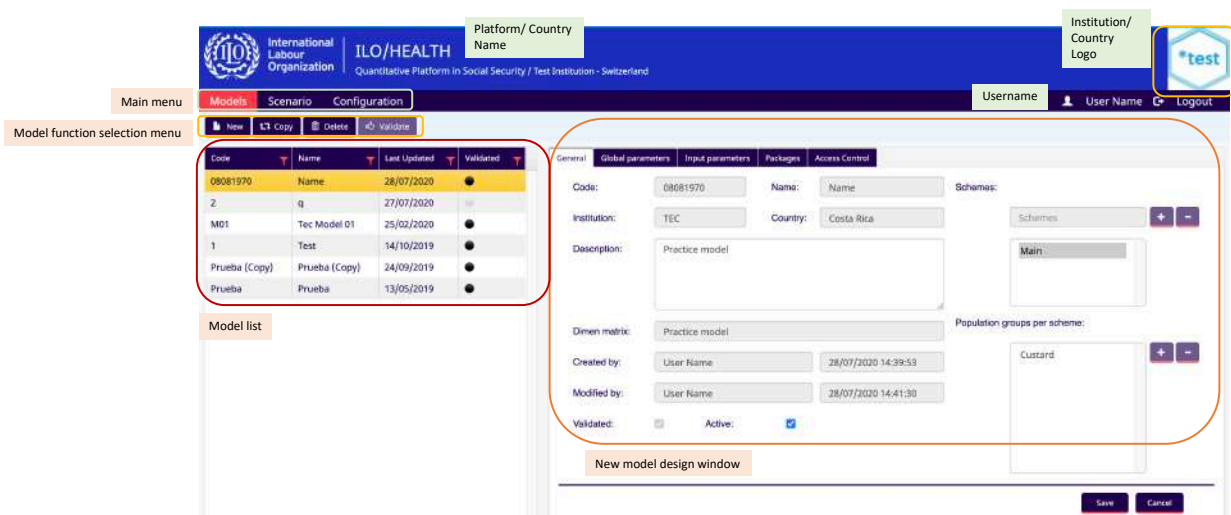 Platform/ Country
Name
Institution/
Country
Logo
International
Labour
Organization
ILO/HEALTH
Quantitative Platform in Social Security / Test Institution - Switzerland
*test
Main menu
Models Scenario Configuration
Username
User Name Logout
Model function selection menu
New Copy Delete Validate
Code Name Last Updated Validated
08081970 Name 28/07/2020
2 q 27/07/2020
M01 Tec Model 01 25/02/2020
1 Test 14/10/2019
Prueba (Copy) Prueba (Copy) 24/09/2019
Prueba Prueba 13/05/2019
Model list
General Global parameters Input parameters Packages Access Control
Code: 08081970 Name: Name Schemes:
Institution: TEC Country: Costa Rica Schemes + -
Description: Practice model Main
Dimen matrix: Practice model Population groups per scheme:
Created by: User Name 28/07/2020 14:39:53 Custard + -
Modified by: User Name 28/07/2020 14:41:30
Validated: Active:
New model design window
Save Cancel